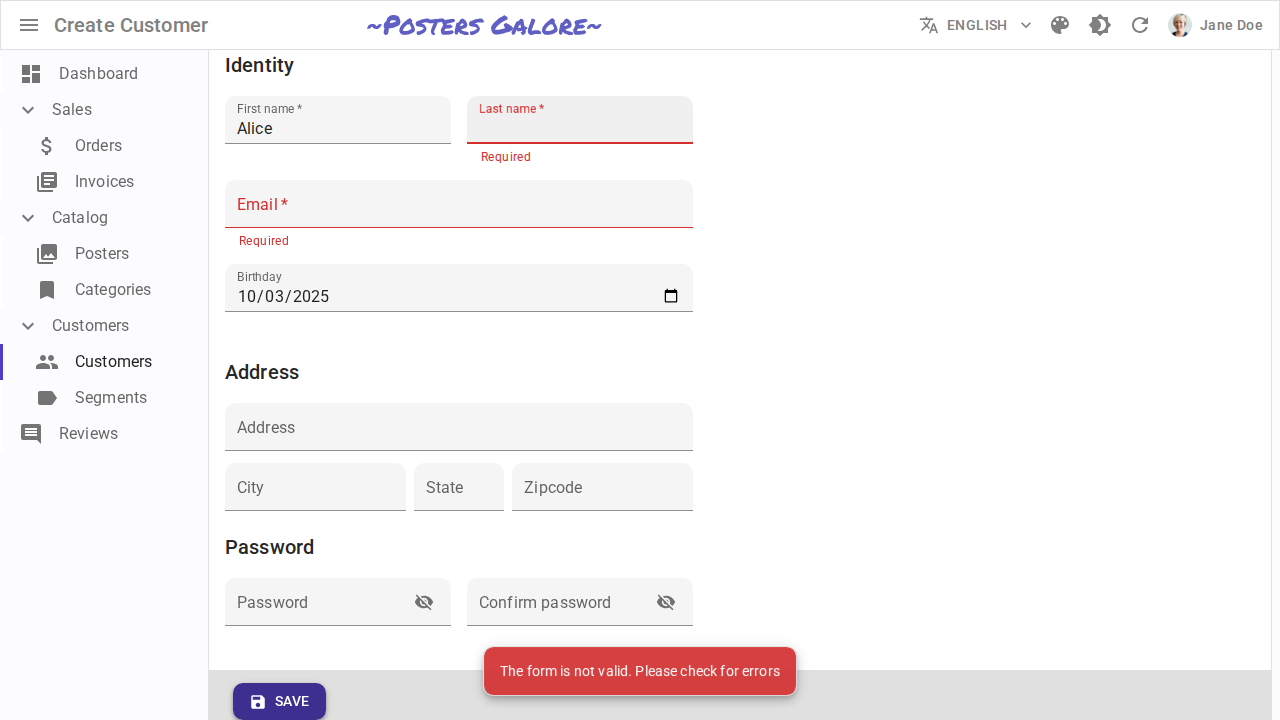 Create Customer
~Posters Galore~
ENGLISH
Jane Doe
Dashboard
Sales
Orders
Invoices
Catalog
Posters
Categories
Customers
Customers
Segments
Reviews
Identity
First name *
Alice
Last name *
Required
Email *
Required
Birthday
10/03/2025
Address
Address
City
State
Zipcode
Password
Password
Confirm password
The form is not valid. Please check for errors
SAVE